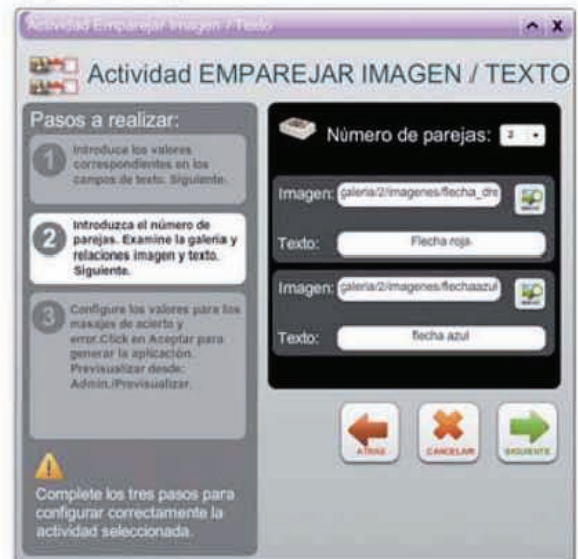 Actividad Emparejar Imagen / Texto
Actividad EMPAREJAR IMAGEN / TEXTO
Pasos a realizar:
1
Introduce los valores
correspondientes en los
campos de texto. Siguiente.
2
Introduzca el número de
parejas. Examine la galería y
relaciones imagen y texto.
Siguiente.
3
Configure los valores para los
masajes de acierto y
error.Click en Aceptar para
generar la aplicación.
Previsualizar desde:
Admin./Previsualizar.
Complete los tres pasos para
configurar correctamente la
actividad seleccionada.
Número de parejas: 2
Imagen: galeria/2/imagenes/flecha_dre
Texto: Flecha roja
Imagen: galeria/2/imagenes/flechaazul
Texto: flecha azul
ATRAS
CANCELAR
SIGUIENTE